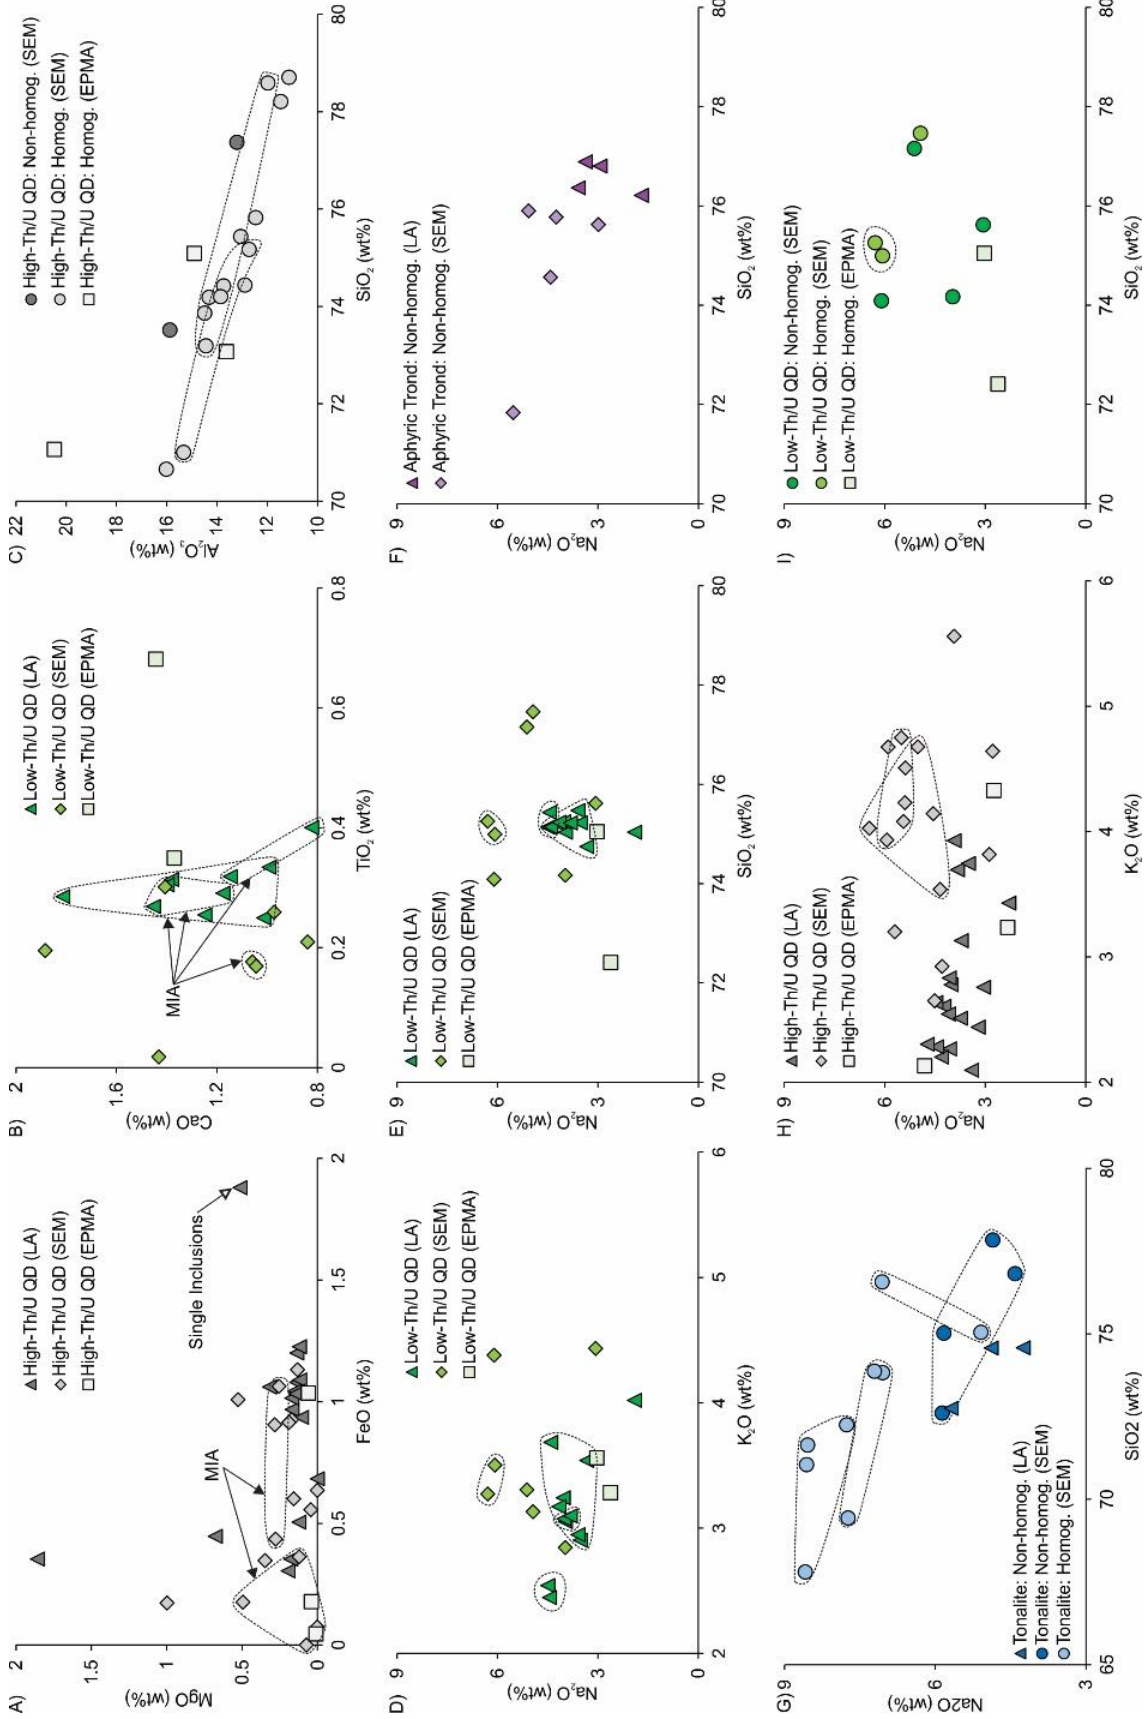 A)
MgO (wt%)
2
1.5
1
0.5
0
0
0.5
1
1.5
2
FeO (wt%)
High-Th/U QD (LA)
High-Th/U QD (SEM)
High-Th/U QD (EPMA)
MIA
Single Inclusions
B)
CaO (wt%)
2
1.6
1.2
0.8
0
0.2
0.4
0.6
0.8
TiO₂ (wt%)
Low-Th/U QD (LA)
Low-Th/U QD (SEM)
Low-Th/U QD (EPMA)
MIA
C)
Al₂O₃ (wt%)
22
20
18
16
14
12
10
70
72
74
76
78
80
SiO₂ (wt%)
High-Th/U QD: Non-homog. (SEM)
High-Th/U QD: Homog. (SEM)
High-Th/U QD: Homog. (EPMA)
D)
Na₂O (wt%)
9
6
3
0
2
3
4
5
6
K₂O (wt%)
Low-Th/U QD (LA)
Low-Th/U QD (SEM)
Low-Th/U QD (EPMA)
E)
Na₂O (wt%)
9
6
3
0
70
72
74
76
78
80
SiO₂ (wt%)
Low-Th/U QD (LA)
Low-Th/U QD (SEM)
Low-Th/U QD (EPMA)
F)
Na₂O (wt%)
9
6
3
0
70
72
74
76
78
80
SiO₂ (wt%)
Aphyric Trond: Non-homog. (LA)
Aphyric Trond: Non-homog. (SEM)
G)
Na2O (wt%)
9
6
3
65
70
75
80
SiO2 (wt%)
Tonalite: Non-homog. (LA)
Tonalite: Non-homog. (SEM)
Tonalite: Homog. (SEM)
H)
Na₂O (wt%)
9
6
3
0
2
3
4
5
6
K₂O (wt%)
High-Th/U QD (LA)
High-Th/U QD (SEM)
High-Th/U QD (EPMA)
I)
Na₂O (wt%)
9
6
3
0
70
72
74
76
78
80
SiO₂ (wt%)
Low-Th/U QD: Non-homog. (SEM)
Low-Th/U QD: Homog. (SEM)
Low-Th/U QD: Homog. (EPMA)